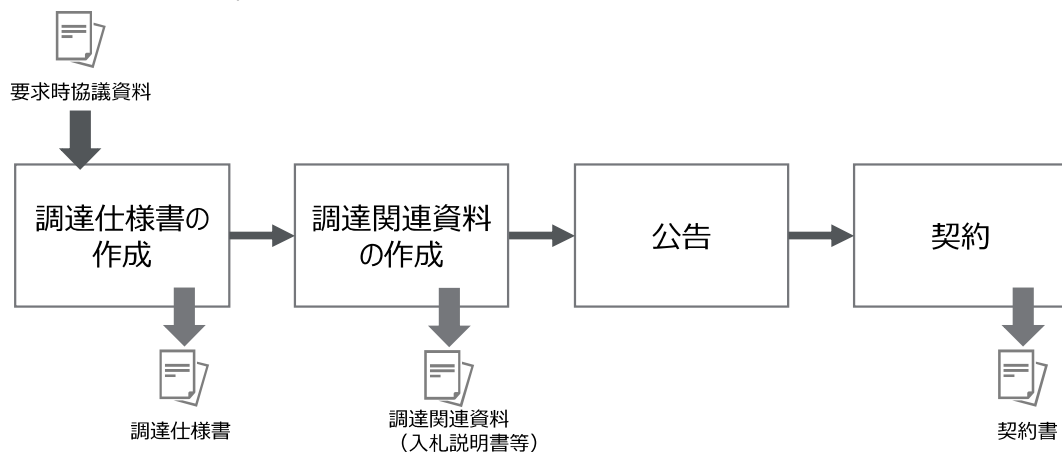 要求時協議資料
調達仕様書の
作成
調達関連資料
の作成
公告
契約
調達仕様書
調達関連資料
（入札説明書等）
契約書